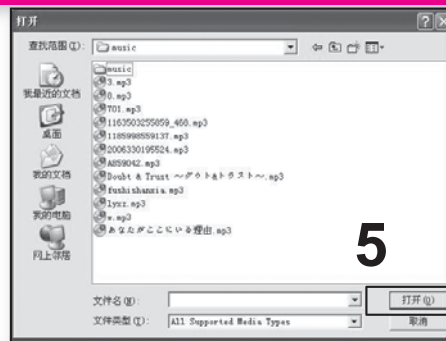 打开
查找范围(I):
music
我最近的文档
桌面
我的文档
我的电脑
网上邻居
music
3.mp3
0.mp3
701.mp3
1163503255059_460.mp3
1185998559137.mp3
2006330195524.mp3
A859042.mp3
Doubt & Trust ～ダウト&トラスト～.mp3
fushishanxia.mp3
lyxz.mp3
w.mp3
あなたがここにいる理由.mp3
5
文件名(N):
打开(O)
文件类型(T):
All Supported Media Types
取消